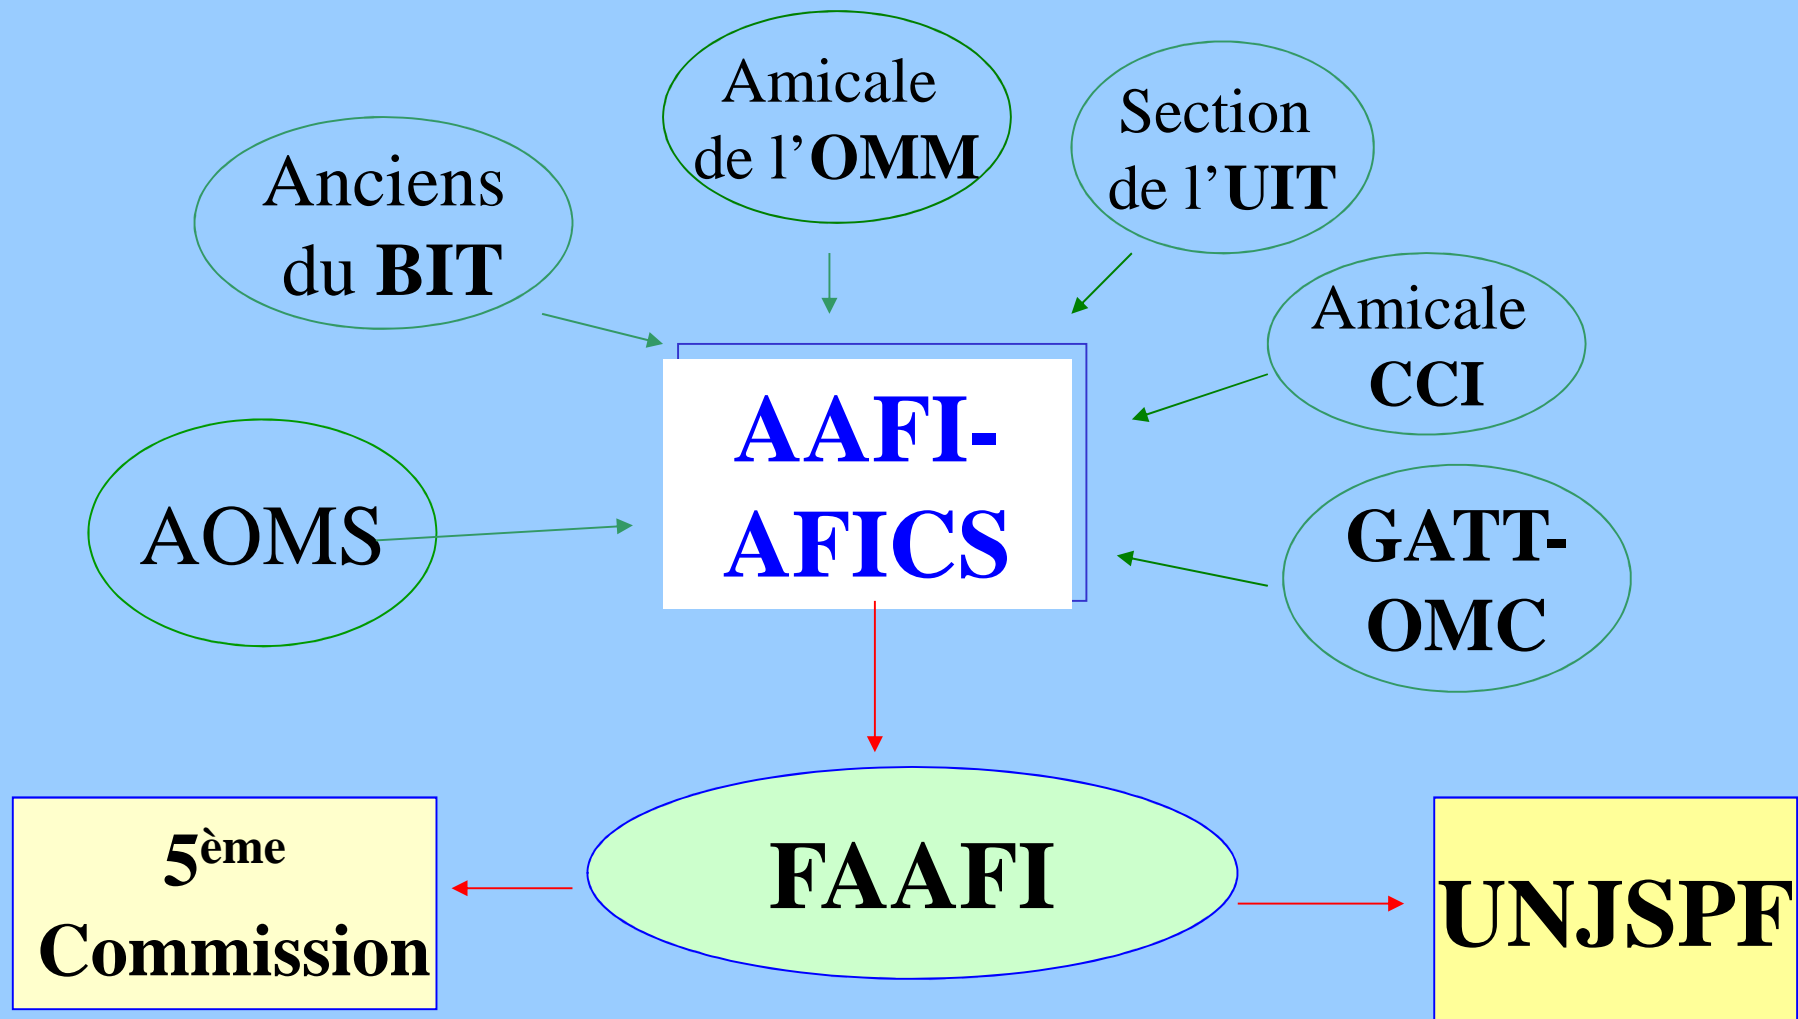 Amicale
de l’OMM
Section
de l’UIT
Anciens
du BIT
Amicale
CCI
AAFI-
AFICS
AOMS
GATT-
OMC
5ème
Commission
FAAFI
UNJSPF